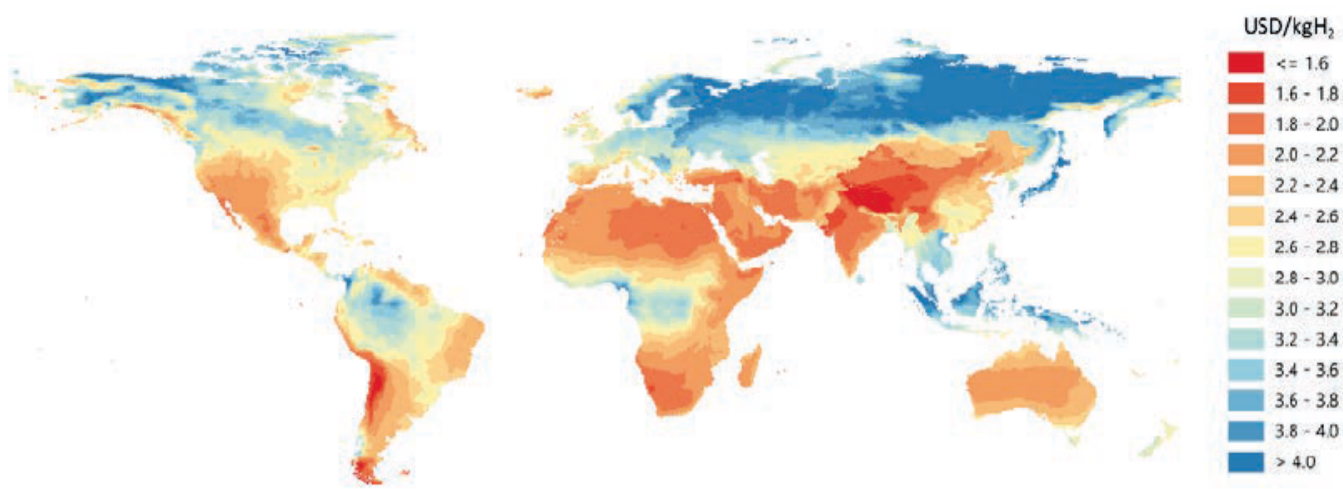 USD/kgH₂
<= 1.6
1.6 - 1.8
1.8 - 2.0
2.0 - 2.2
2.2 - 2.4
2.4 - 2.6
2.6 - 2.8
2.8 - 3.0
3.0 - 3.2
3.2 - 3.4
3.4 - 3.6
3.6 - 3.8
3.8 - 4.0
> 4.0